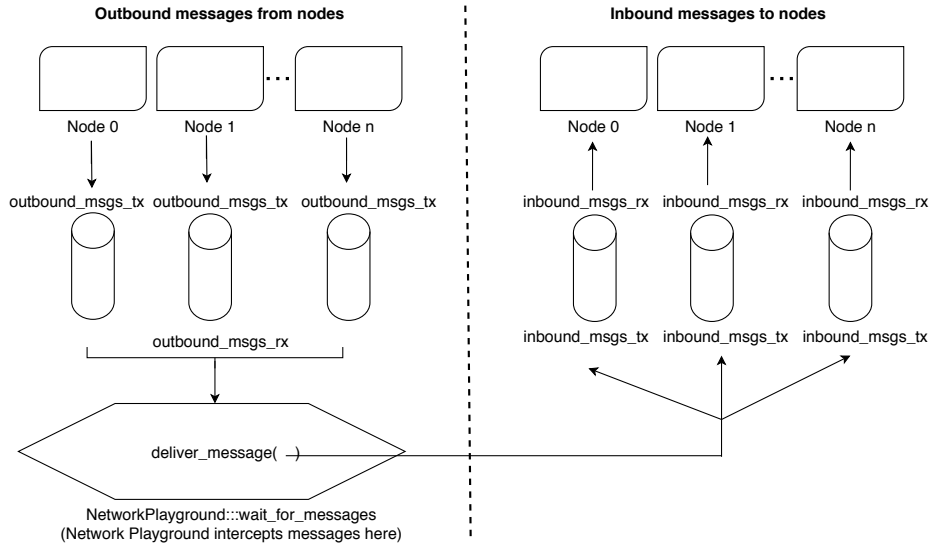 Outbound messages from nodes
Inbound messages to nodes
Node 0
Node 1
Node n
Node 0
Node 1
Node n
outbound_msgs_tx
outbound_msgs_tx
outbound_msgs_tx
inbound_msgs_rx
inbound_msgs_rx
inbound_msgs_rx
outbound_msgs_rx
inbound_msgs_tx
inbound_msgs_tx
inbound_msgs_tx
deliver_message( )
NetworkPlayground:::wait_for_messages
(Network Playground intercepts messages here)